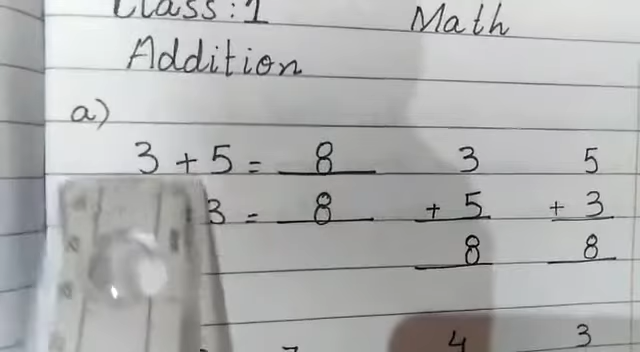 Class: 1 Math
Addition
a)
3 + 5 = 8 3 5
3 = 8 + 5 + 3
8 8
4 3